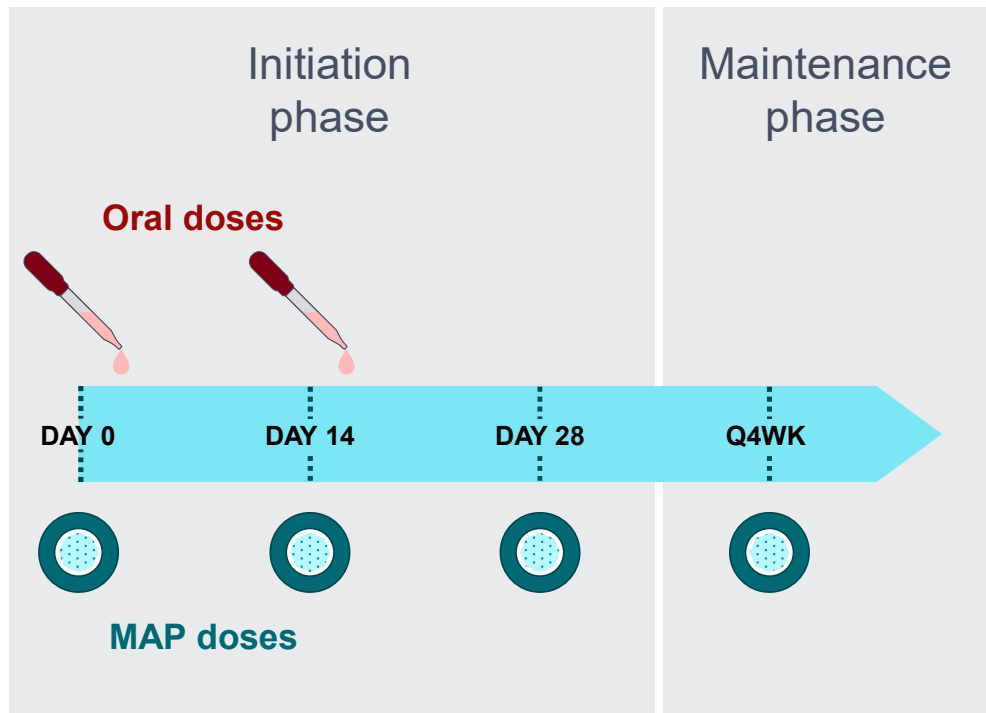 Initiation
phase
Maintenance
phase
Oral doses
DAY 0
DAY 14
DAY 28
Q4WK
MAP doses